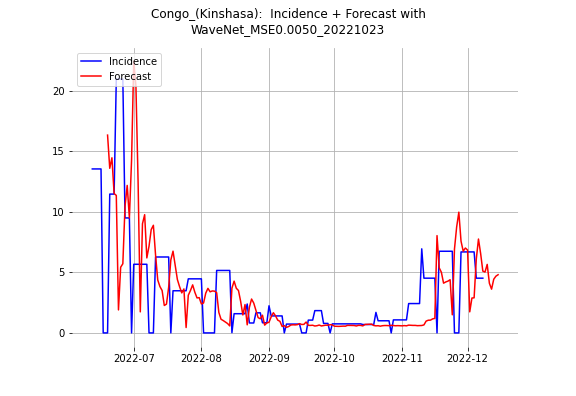 Congo_(Kinshasa):  Incidence + Forecast with
WaveNet_MSE0.0050_20221023
Incidence
Forecast
20
15
10
5
0
2022-07 2022-08 2022-09 2022-10 2022-11 2022-12